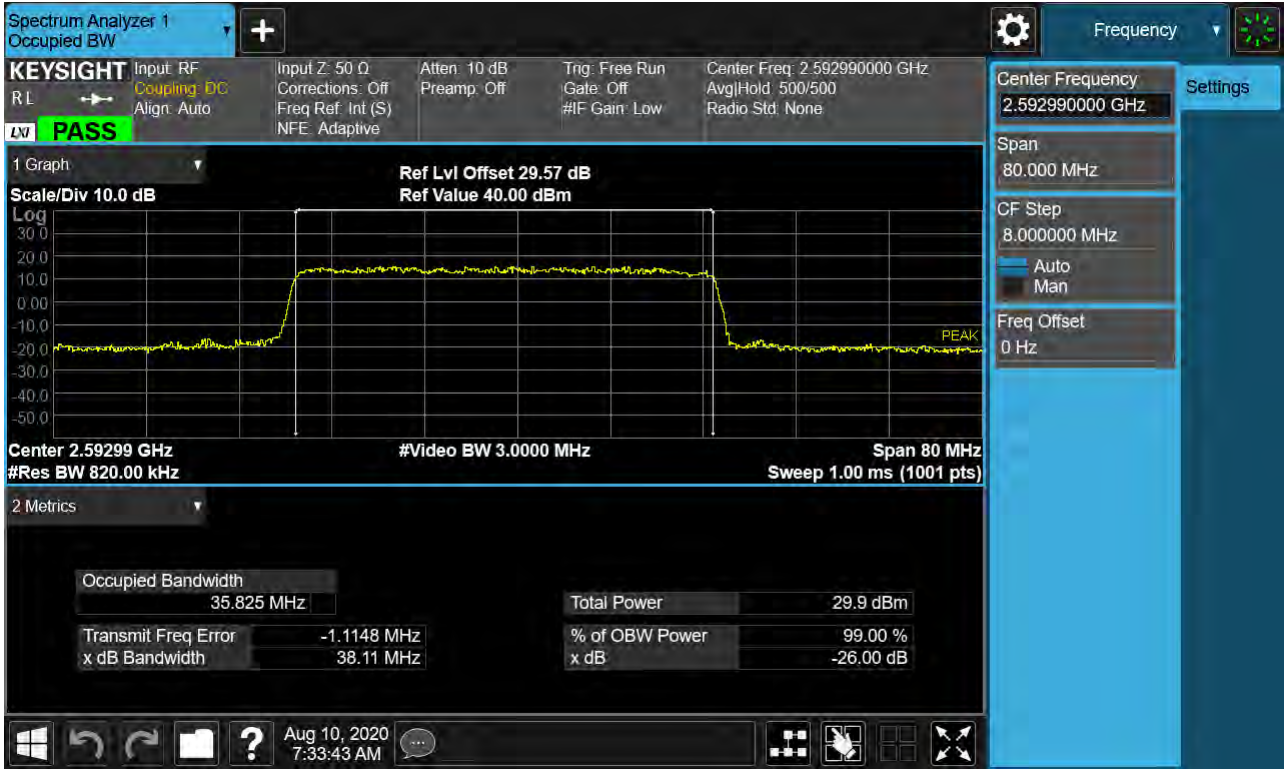 Spectrum Analyzer 1
Occupied BW
Frequency
KEYSIGHT
R L
LXI PASS
Input: RF
Coupling: DC
Align: Auto
Input Z: 50 Ω
Corrections: Off
Freq Ref: Int (S)
NFE: Adaptive
Atten: 10 dB
Preamp: Off
Trig: Free Run
Gate: Off
#IF Gain: Low
Center Freq: 2.592990000 GHz
Avg|Hold: 500/500
Radio Std: None
Center Frequency
2.592990000 GHz
Settings
Span
80.000 MHz
CF Step
8.000000 MHz
Auto
Man
Freq Offset
0 Hz
1 Graph
Scale/Div 10.0 dB
Ref Lvl Offset 29.57 dB
Ref Value 40.00 dBm
Log
30.0
20.0
10.0
0.00
-10.0
-20.0
-30.0
-40.0
-50.0
PEAK
Center 2.59299 GHz
#Res BW 820.00 kHz
#Video BW 3.0000 MHz
Span 80 MHz
Sweep 1.00 ms (1001 pts)
2 Metrics
Occupied Bandwidth
35.825 MHz
Transmit Freq Error -1.1148 MHz
x dB Bandwidth 38.11 MHz
Total Power 29.9 dBm
% of OBW Power 99.00 %
x dB -26.00 dB
Aug 10, 2020
7:33:43 AM